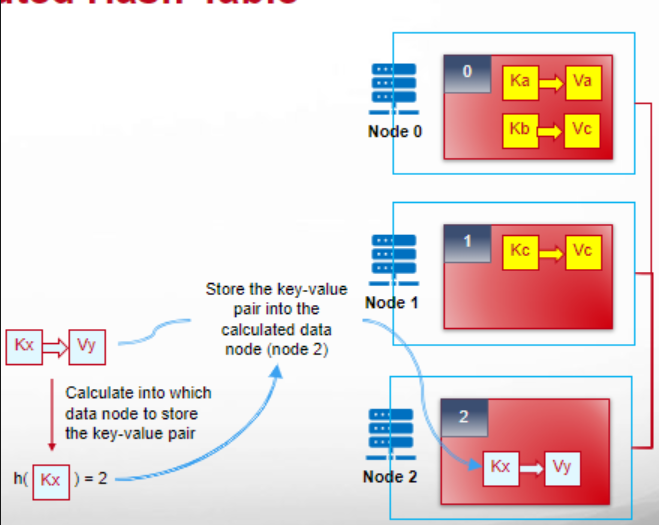 Hash Table
0
Ka Va
Kb Vc
Node 0
1
Kc Vc
Node 1
Store the key-value
pair into the
calculated data
node (node 2)
Kx Vy
Calculate into which
data node to store
the key-value pair
h( Kx ) = 2
2
Kx Vy
Node 2